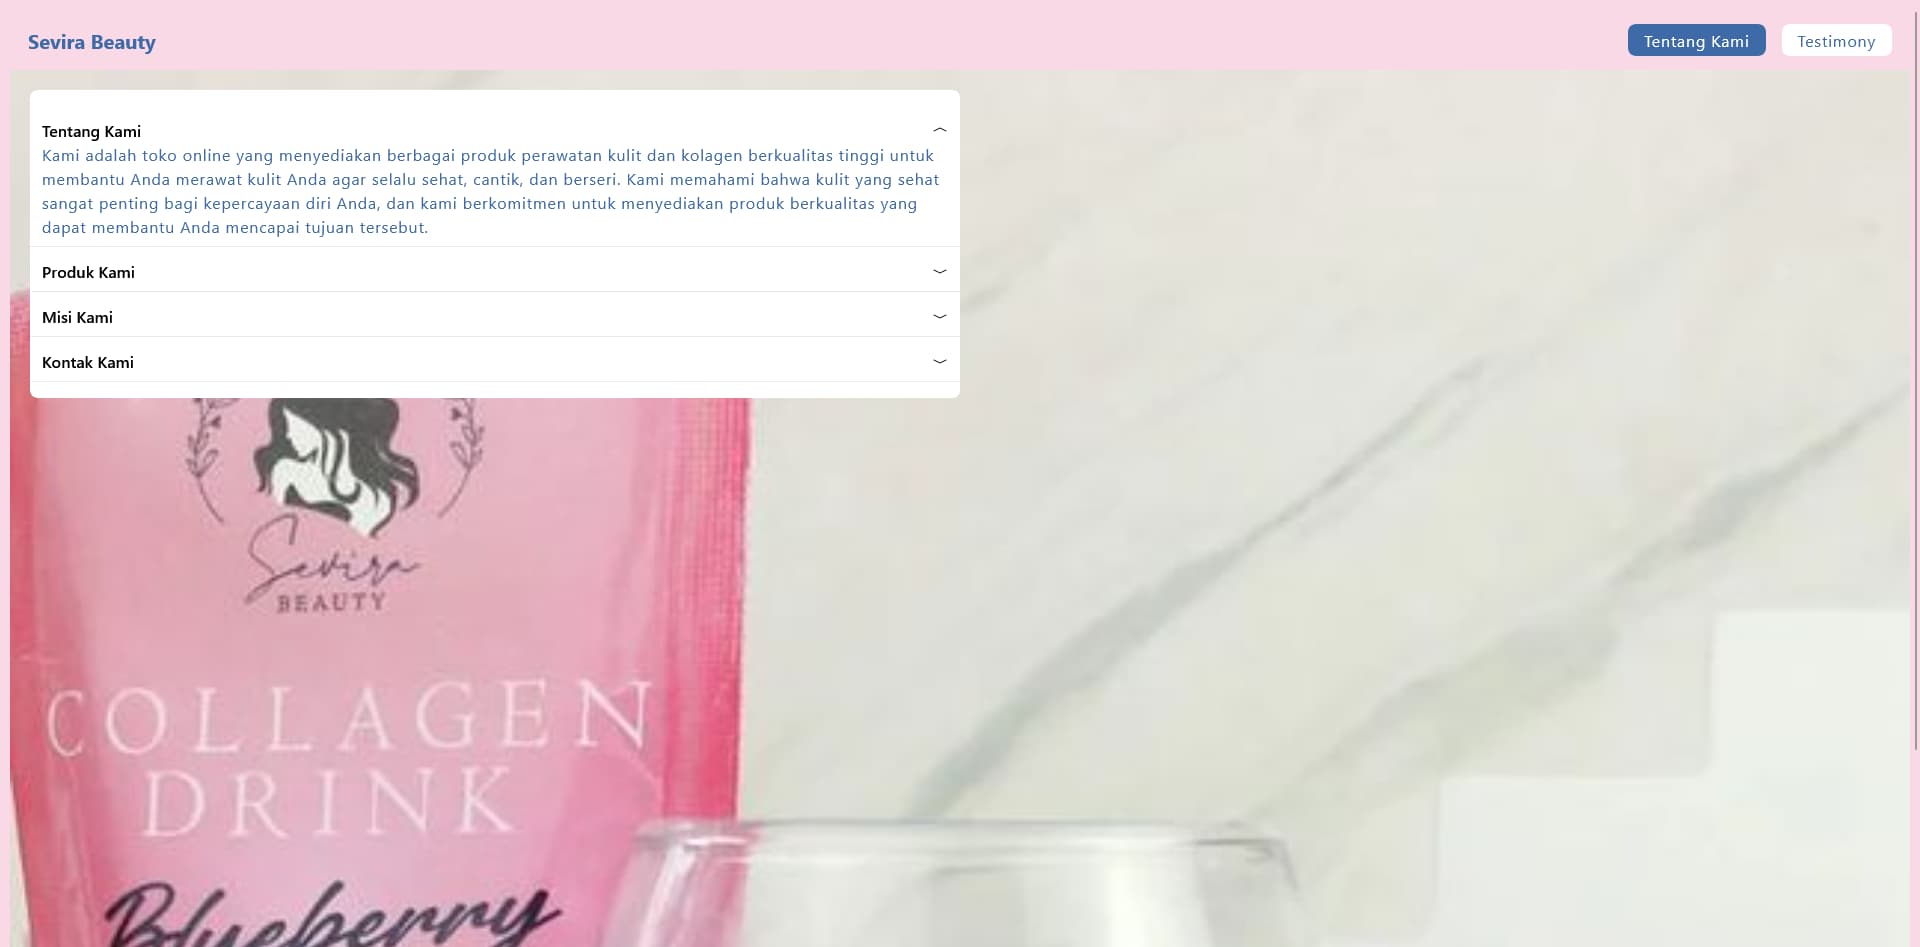 Sevira Beauty
Tentang Kami
Testimony
Tentang Kami
Kami adalah toko online yang menyediakan berbagai produk perawatan kulit dan kolagen berkualitas tinggi untuk
membantu Anda merawat kulit Anda agar selalu sehat, cantik, dan berseri. Kami memahami bahwa kulit yang sehat
sangat penting bagi kepercayaan diri Anda, dan kami berkomitmen untuk menyediakan produk berkualitas yang
dapat membantu Anda mencapai tujuan tersebut.
Produk Kami
Misi Kami
Kontak Kami
Sevira
BEAUTY
COLLAGEN
DRINK
Blueberry